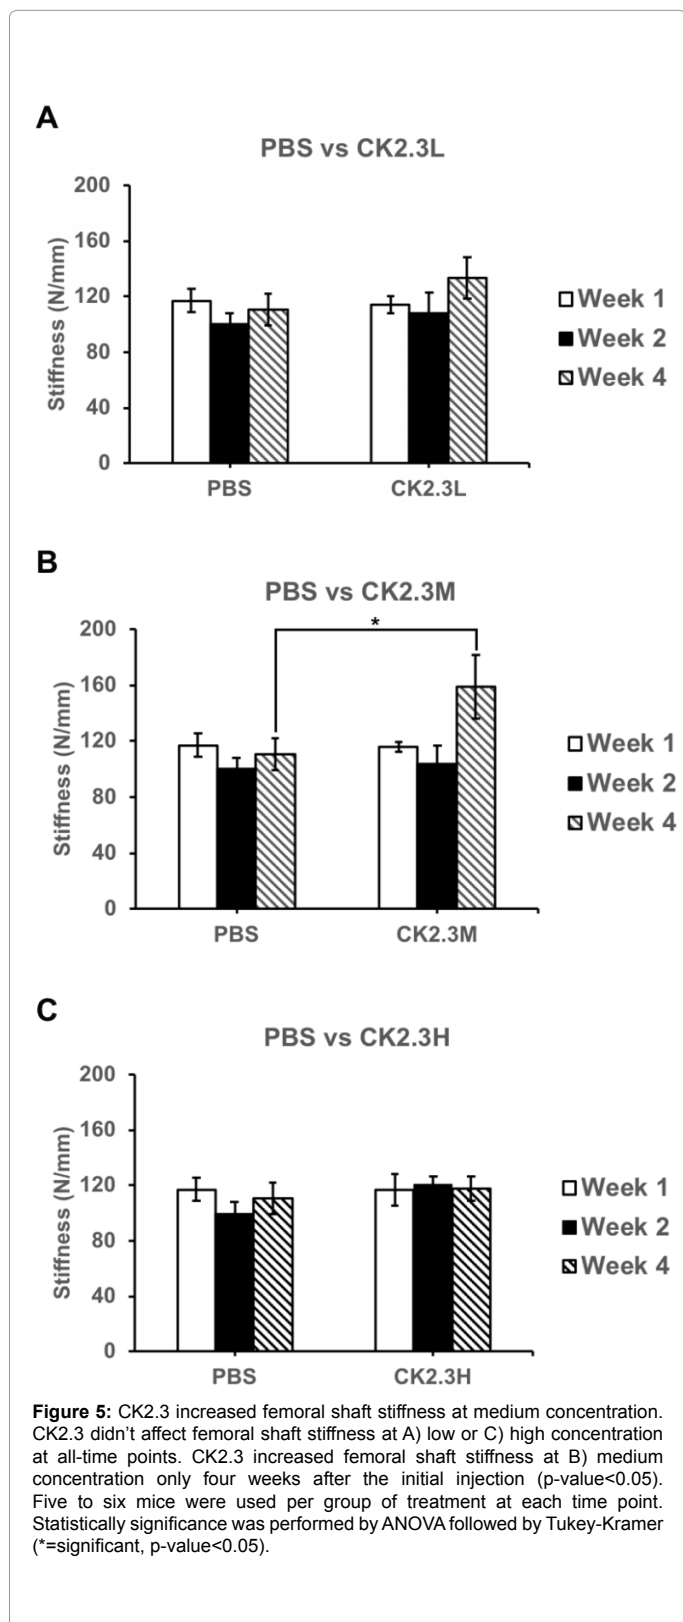 A
PBS vs CK2.3L
Stiffness (N/mm)
200
160
120
80
40
0
PBS
CK2.3L
Week 1
Week 2
Week 4
B
PBS vs CK2.3M
Stiffness (N/mm)
200
160
120
80
40
0
*
PBS
CK2.3M
Week 1
Week 2
Week 4
C
PBS vs CK2.3H
Stiffness (N/mm)
200
160
120
80
40
0
PBS
CK2.3H
Week 1
Week 2
Week 4
Figure 5: CK2.3 increased femoral shaft stiffness at medium concentration.
CK2.3 didn't affect femoral shaft stiffness at A) low or C) high concentration
at all-time points. CK2.3 increased femoral shaft stiffness at B) medium
concentration only four weeks after the initial injection (p-value<0.05).
Five to six mice were used per group of treatment at each time point.
Statistically significance was performed by ANOVA followed by Tukey-Kramer
(*=significant, p-value<0.05).